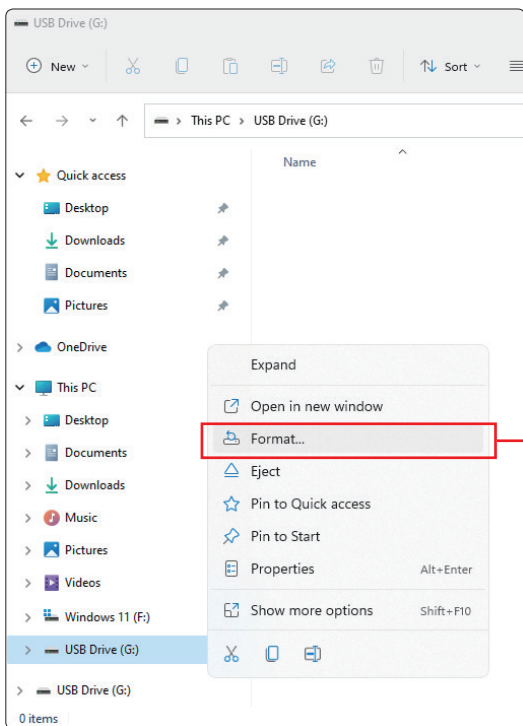 USB Drive (G:)
New
Sort
This PC > USB Drive (G:)
Name
Quick access
Desktop
Downloads
Documents
Pictures
OneDrive
This PC
Desktop
Documents
Downloads
Music
Pictures
Videos
Windows 11 (F:)
USB Drive (G:)
USB Drive (G:)
0 items
Expand
Open in new window
Format...
Eject
Pin to Quick access
Pin to Start
Properties Alt+Enter
Show more options Shift+F10